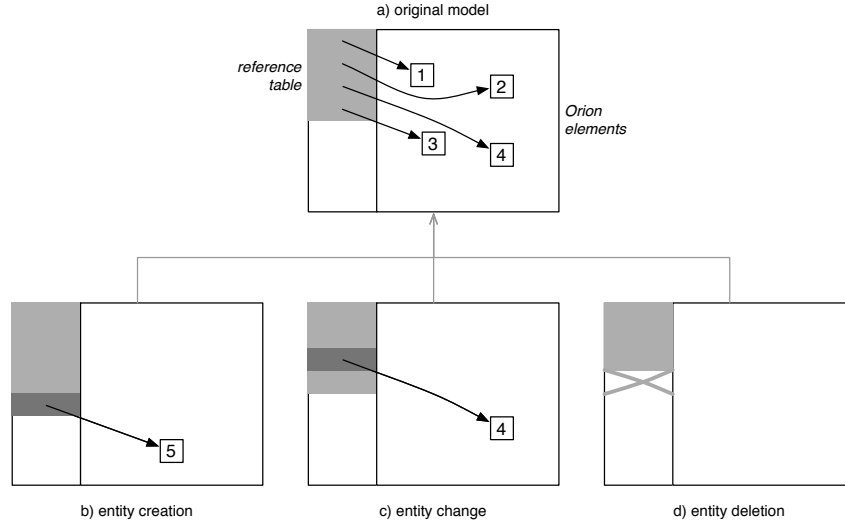 a) original model
reference
table
1
2
Orion
elements
3
4
5
4
b) entity creation
c) entity change
d) entity deletion